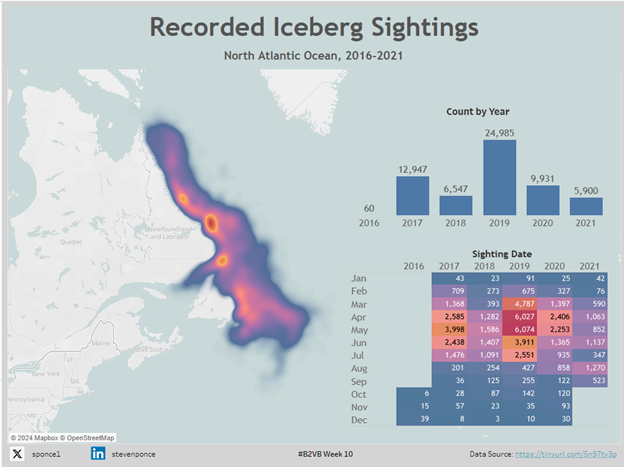 Recorded Iceberg Sightings
North Atlantic Ocean, 2016-2021
Count by Year
24,985
12,947
9,931
6,547
5,900
60
2016 2017 2018 2019 2020 2021
Quebec
Newfoundland
and Labrador
Maine
VT
New York
MA
MD
Sighting Date
2016 2017 2018 2019 2020 2021
Jan 43 23 91 25 42
Feb 709 273 675 327 76
Mar 1,368 393 4,787 1,397 590
Apr 2,585 1,282 6,027 2,406 1,063
May 3,998 1,586 6,074 2,253 852
Jun 2,438 1,407 3,911 1,365 1,137
Jul 1,476 1,091 2,551 935 347
Aug 201 254 427 858 1,270
Sep 36 125 255 122 523
Oct 6 28 87 142 120
Nov 15 57 23 35 93
Dec 39 8 3 10 30
© 2024 Mapbox © OpenStreetMap
X sponce1 in stevenponce #B2VB Week 10 Data Source: